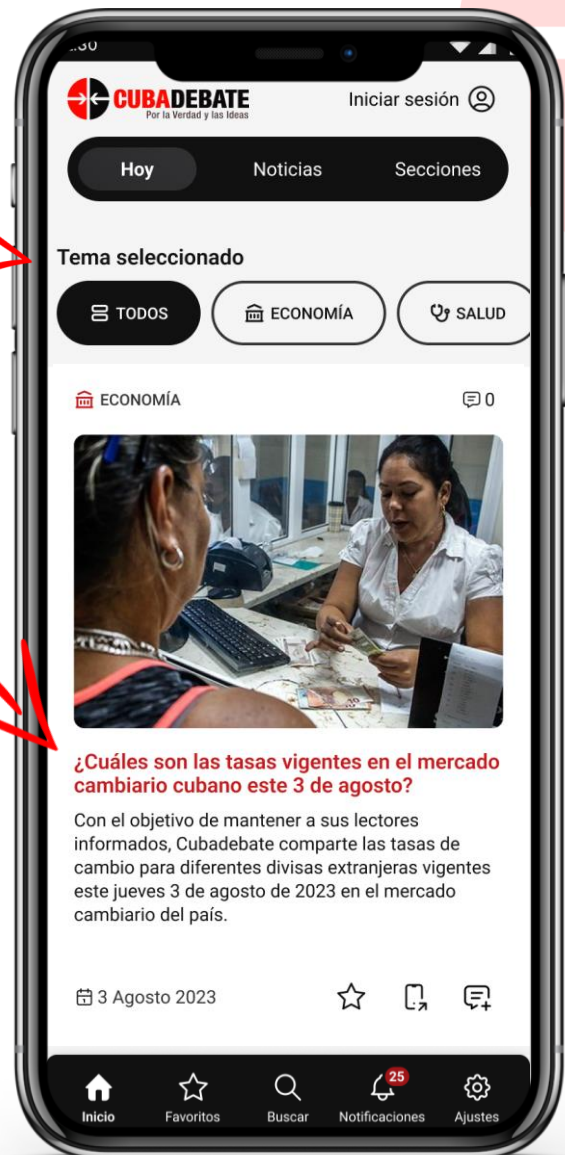 CUBADEBATE
Por la Verdad y las Ideas
Iniciar sesión
Hoy Noticias Secciones
Tema seleccionado
TODOS ECONOMÍA SALUD
ECONOMÍA 0
¿Cuáles son las tasas vigentes en el mercado
cambiario cubano este 3 de agosto?
Con el objetivo de mantener a sus lectores
informados, Cubadebate comparte las tasas de
cambio para diferentes divisas extranjeras vigentes
este jueves 3 de agosto de 2023 en el mercado
cambiario del país.
3 Agosto 2023
25
Inicio Favoritos Buscar Notificaciones Ajustes